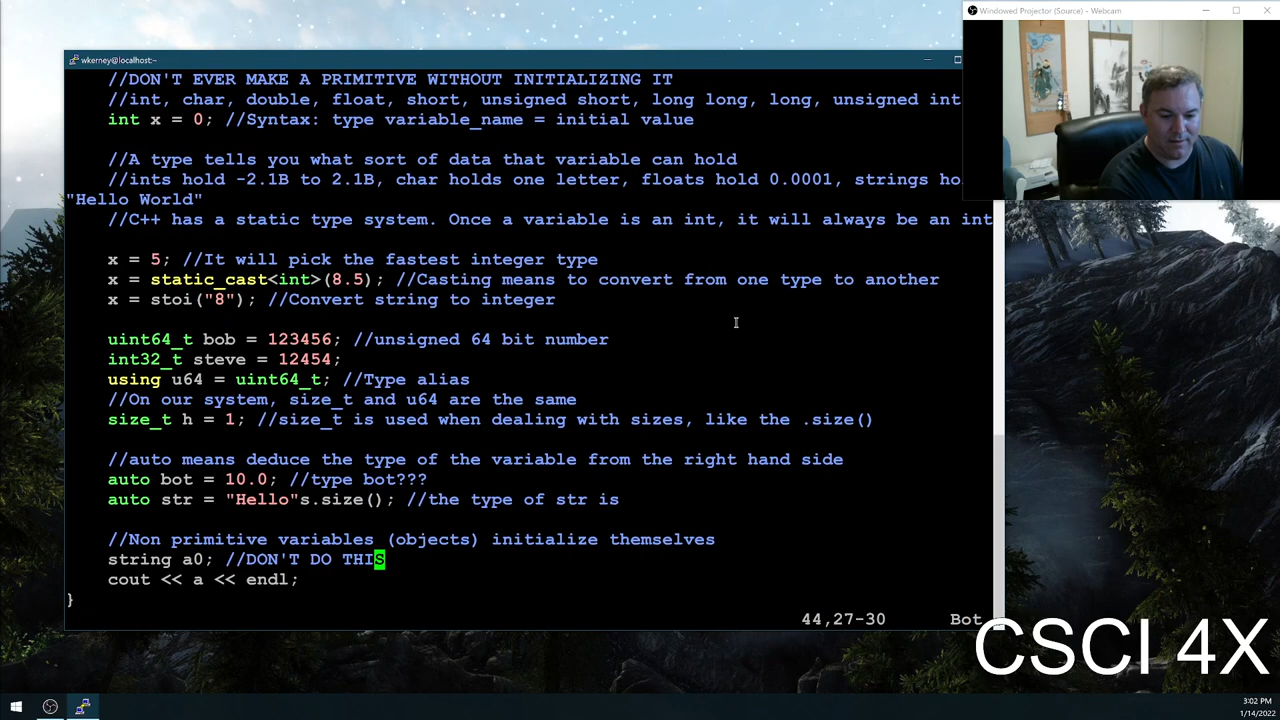 Windowed Projector (Source) - Webcam
wkerney@localhost:~
//DON'T EVER MAKE A PRIMITIVE WITHOUT INITIALIZING IT
//int, char, double, float, short, unsigned short, long long, long, unsigned int
int x = 0; //Syntax: type variable_name = initial value
//A type tells you what sort of data that variable can hold
//ints hold -2.1B to 2.1B, char holds one letter, floats hold 0.0001, strings ho
"Hello World"
//C++ has a static type system. Once a variable is an int, it will always be an int
x = 5; //It will pick the fastest integer type
x = static_cast<int>(8.5); //Casting means to convert from one type to another
x = stoi("8"); //Convert string to integer
uint64_t bob = 123456; //unsigned 64 bit number
int32_t steve = 12454;
using u64 = uint64_t; //Type alias
//On our system, size_t and u64 are the same
size_t h = 1; //size_t is used when dealing with sizes, like the .size()
//auto means deduce the type of the variable from the right hand side
auto bot = 10.0; //type bot???
auto str = "Hello"s.size(); //the type of str is
//Non primitive variables (objects) initialize themselves
string a0; //DON'T DO THIS
cout << a << endl;
}
44,27-30 Bot
CSCI 4X
3:02 PM
1/14/2022